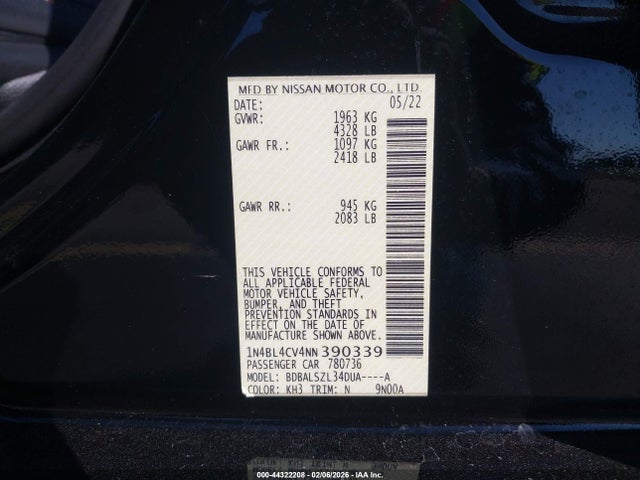 MFD BY NISSAN MOTOR CO., LTD.
DATE: 05/22
GVWR: 1963 KG
4328 LB
GAWR FR.: 1097 KG
2418 LB
GAWR RR.: 945 KG
2083 LB
THIS VEHICLE CONFORMS TO
ALL APPLICABLE FEDERAL
MOTOR VEHICLE SAFETY,
BUMPER, AND THEFT
PREVENTION STANDARDS IN
EFFECT ON THE DATE OF
MANUFACTURE SHOWN ABOVE.
1N4BL4CV4NN390339
PASSENGER CAR 780736
MODEL: BDBALSZL34DUA----A
COLOR: KH3 TRIM: N 9N00A
000-44322208 - 02/06/2026 - IAA Inc.